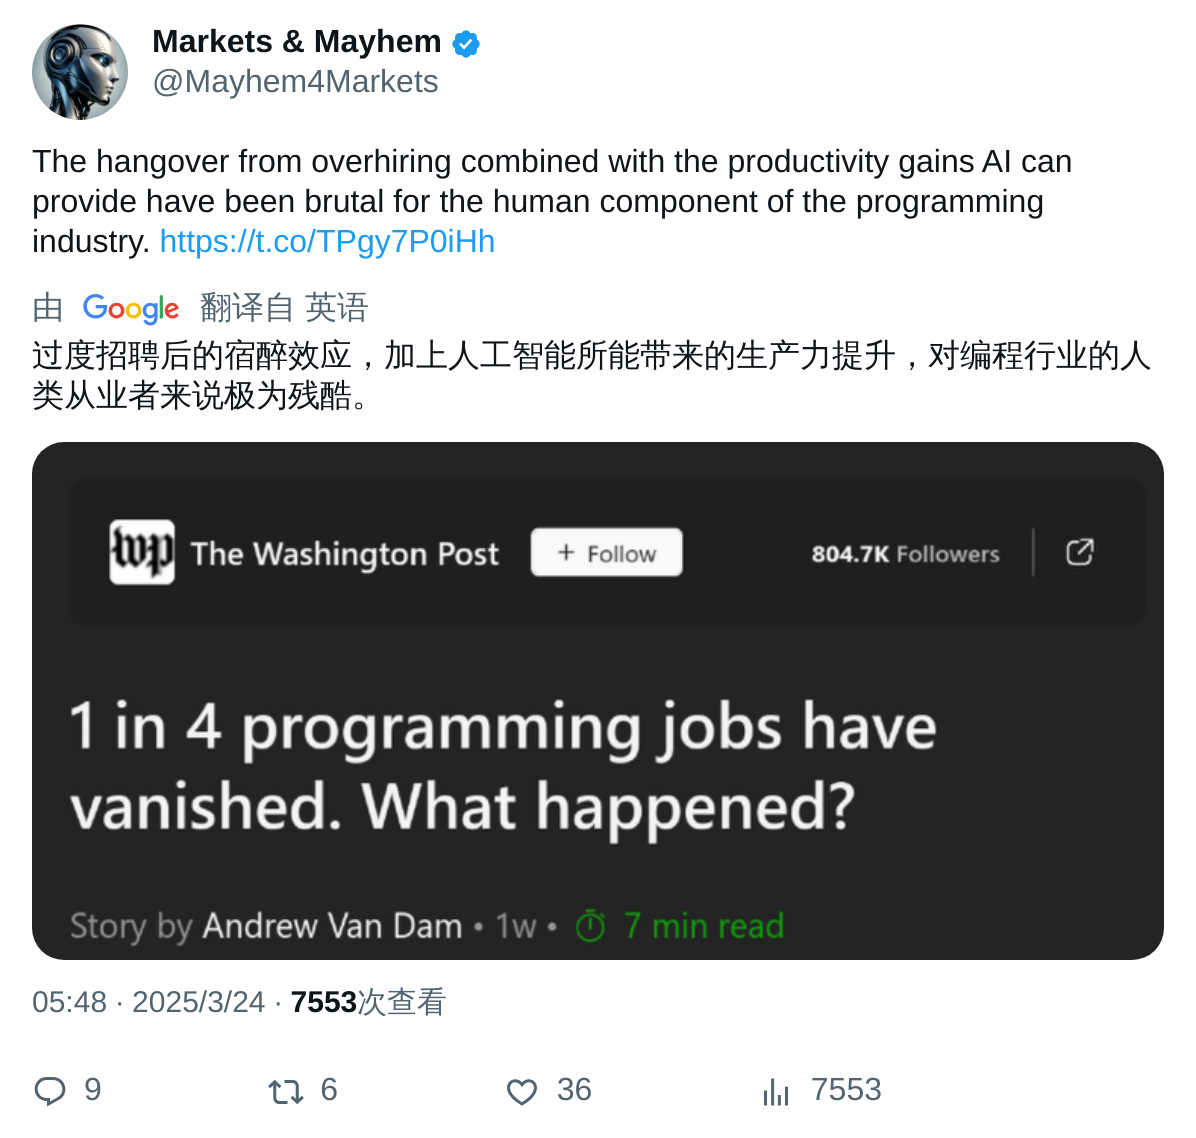 Markets & Mayhem
@Mayhem4Markets
The hangover from overhiring combined with the productivity gains AI can
provide have been brutal for the human component of the programming
industry. https://t.co/TPgy7P0iHh
由 Google 翻译自 英语
过度招聘后的宿醉效应，加上人工智能所能带来的生产力提升，对编程行业的人
类从业者来说极为残酷。
wp The Washington Post + Follow 804.7K Followers
1 in 4 programming jobs have
vanished. What happened?
Story by Andrew Van Dam • 1w • 7 min read
05:48 · 2025/3/24 · 7553次查看
9 6 36 7553